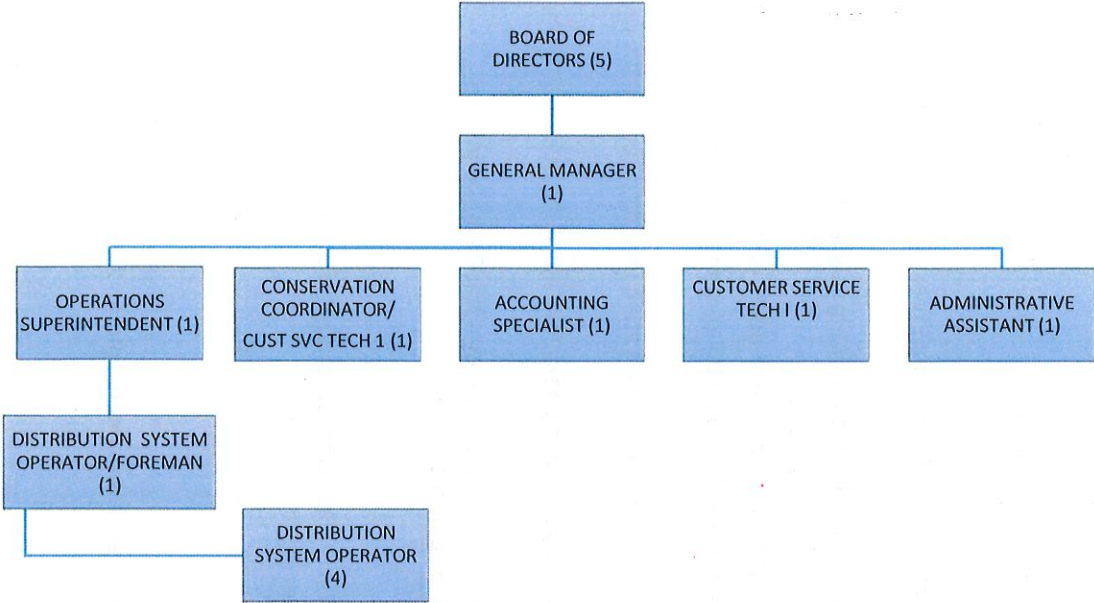 BOARD OF
DIRECTORS (5)
GENERAL MANAGER
(1)
OPERATIONS
SUPERINTENDENT (1)
CONSERVATION
COORDINATOR/
CUST SVC TECH 1 (1)
ACCOUNTING
SPECIALIST (1)
CUSTOMER SERVICE
TECH I (1)
ADMINISTRATIVE
ASSISTANT (1)
DISTRIBUTION SYSTEM
OPERATOR/FOREMAN
(1)
DISTRIBUTION
SYSTEM OPERATOR
(4)